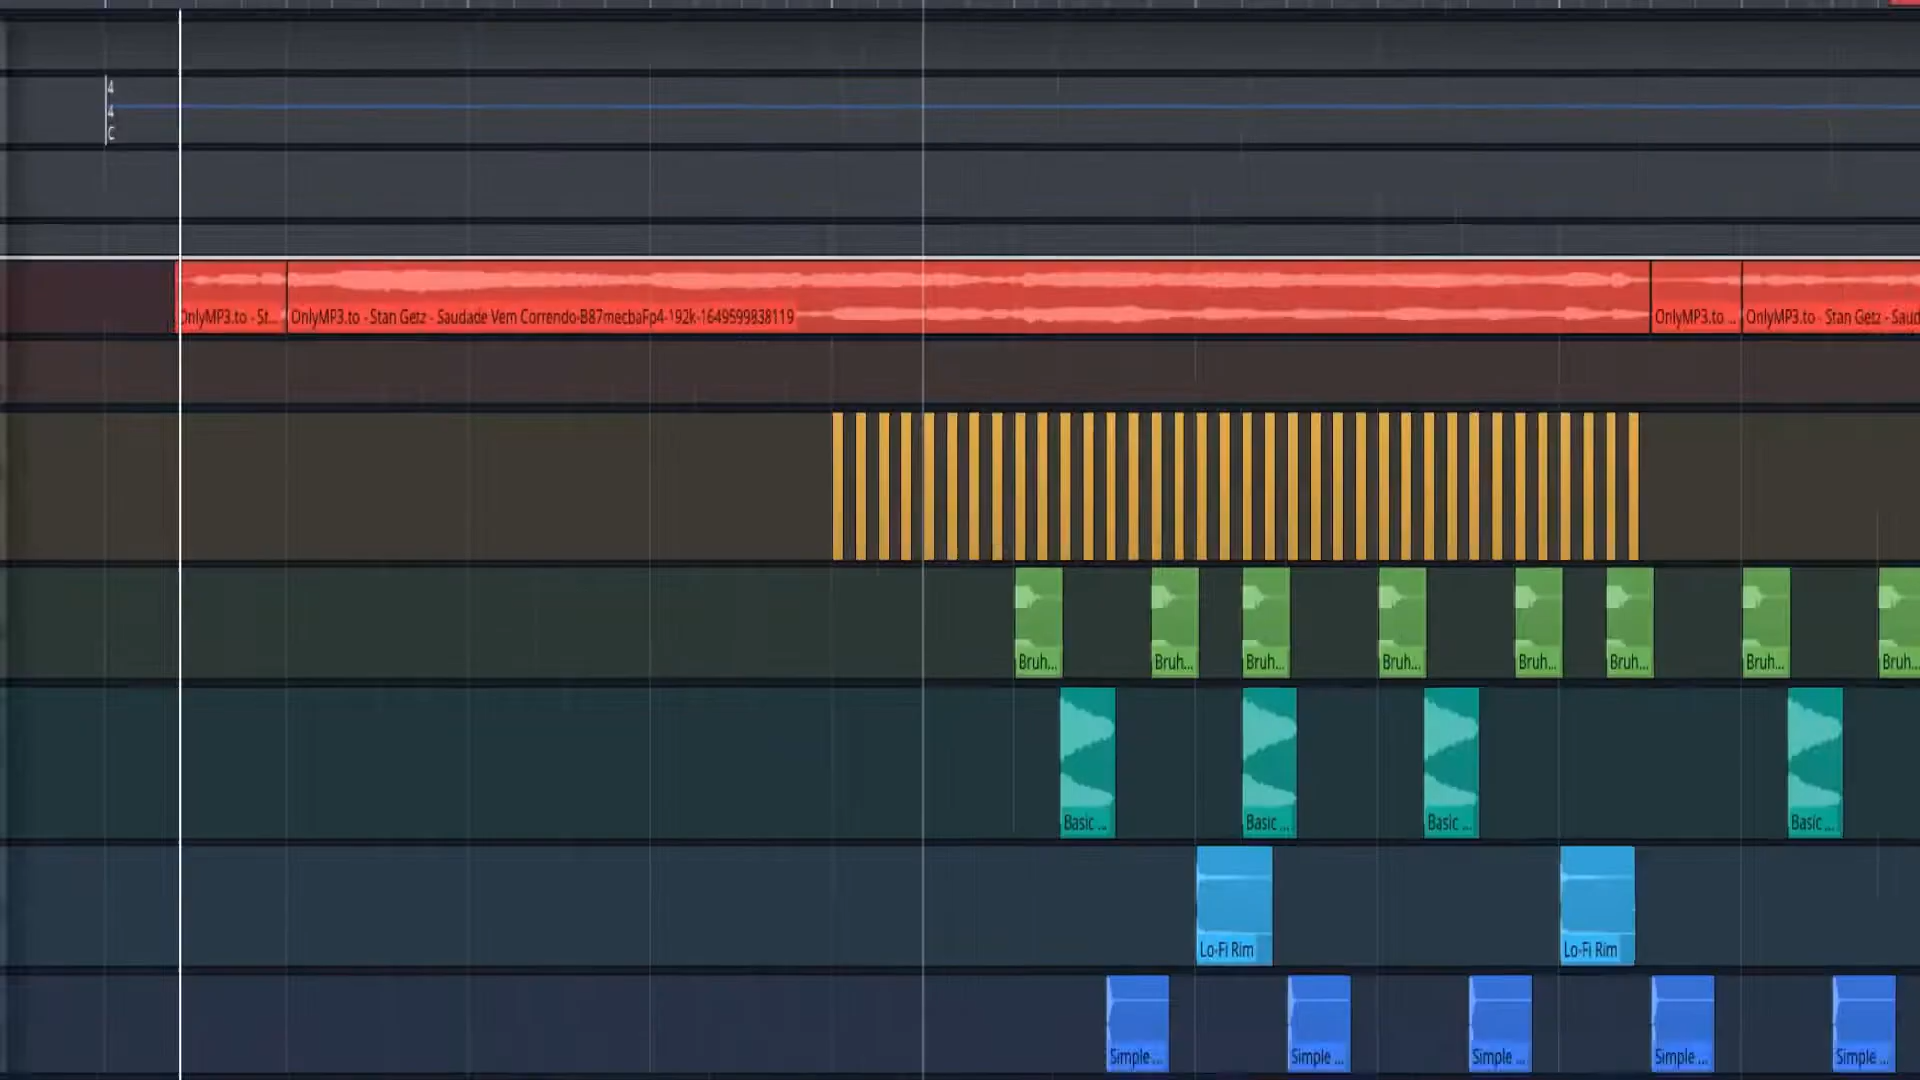 4
4
C
OnlyMP3.to - St...
OnlyMP3.to - Stan Getz - Saudade Vem Correndo-B87mecbaFp4-192k-1649599838119
OnlyMP3.to ...
OnlyMP3.to - Stan Getz - Saud
Bruh...
Bruh...
Bruh...
Bruh...
Bruh...
Bruh...
Bruh...
Bruh...
Basic ...
Basic ...
Basic ...
Basic ...
Lo-Fi Rim
Lo-Fi Rim
Simple ...
Simple ...
Simple ...
Simple ...
Simple ...